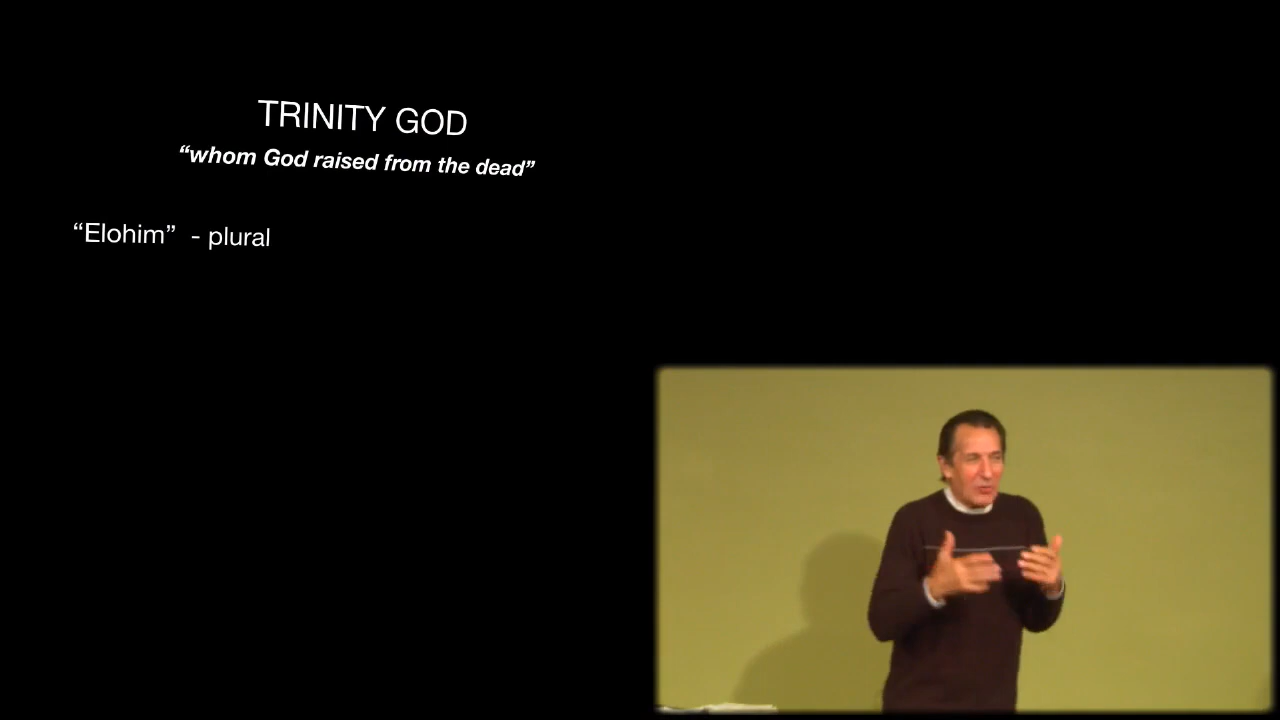 TRINITY GOD
“whom God raised from the dead”
“Elohim” - plural